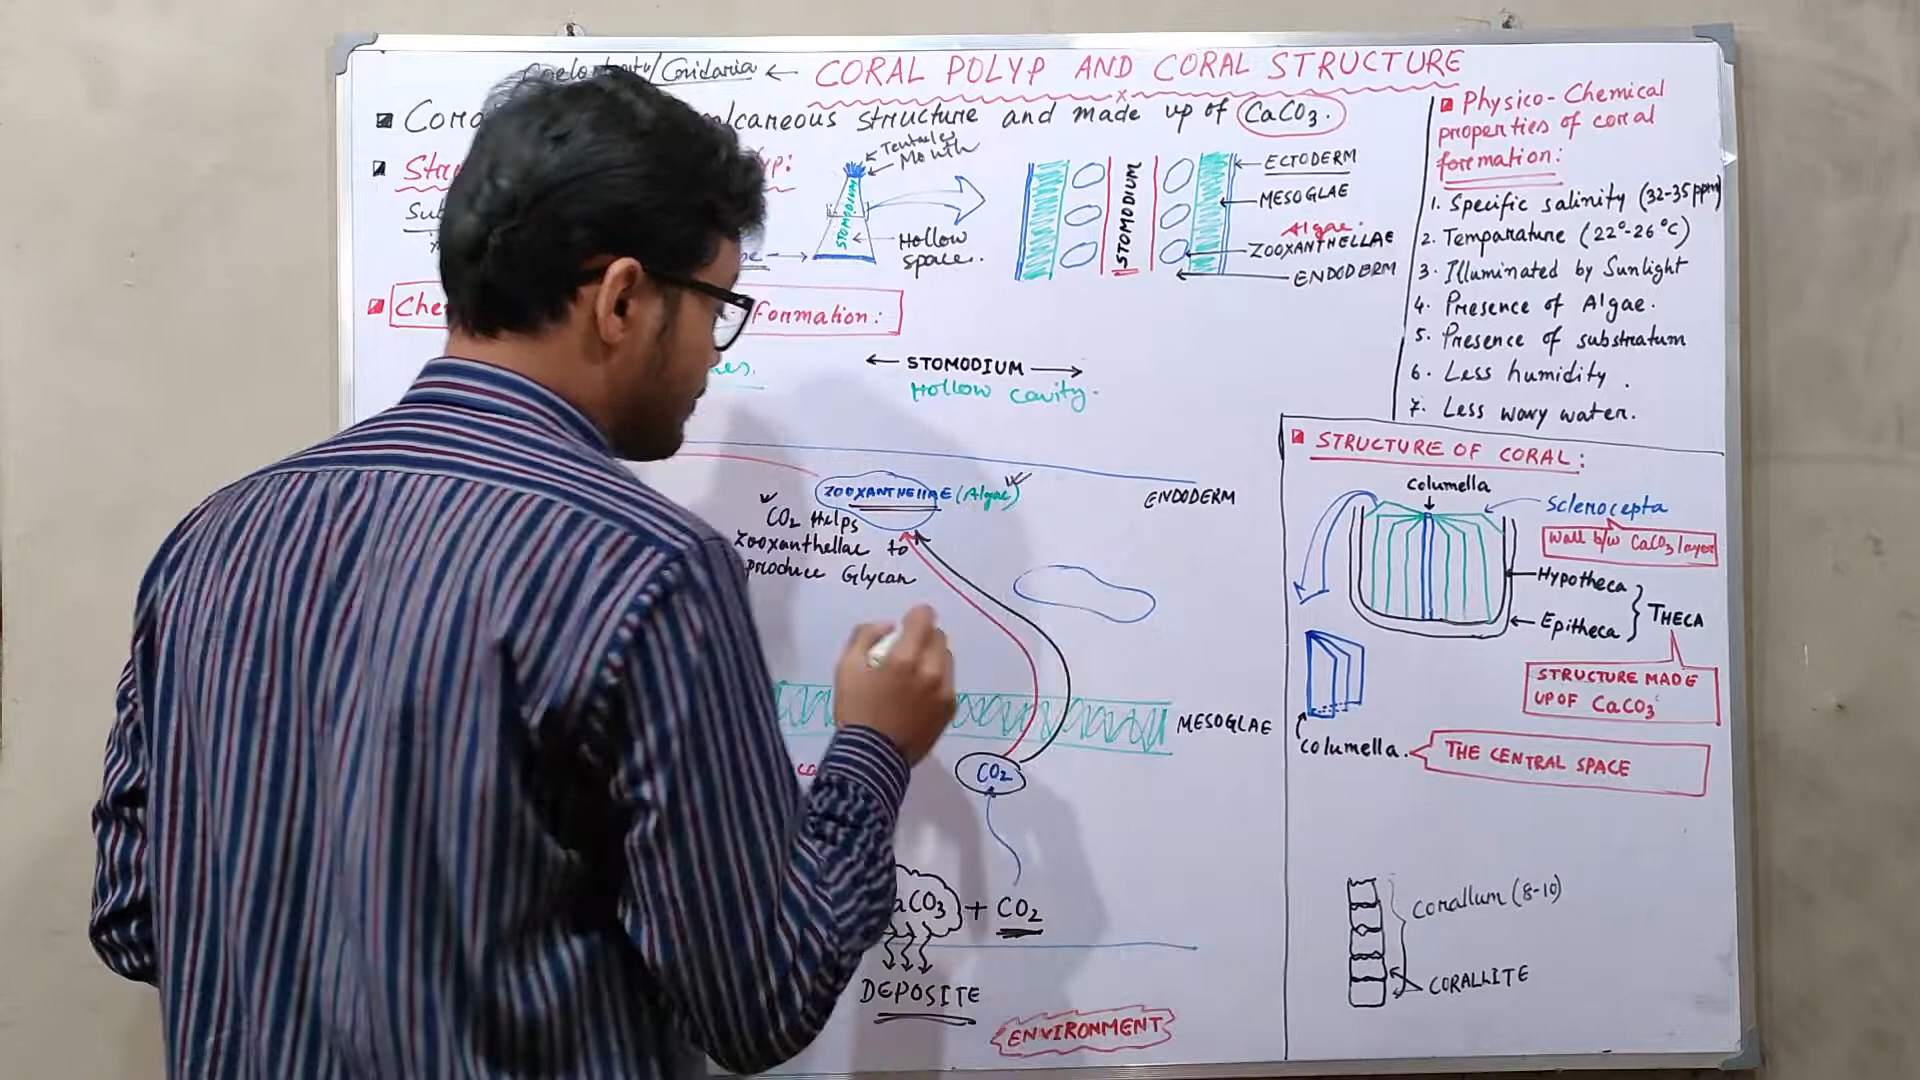 ← CORAL POLYP AND CORAL STRUCTURE
lcaneous structure and made up of CaCO3.
Tentacles
Mouth
STOMODIUM
Hollow
space.
STOMODIUM
ECTODERM
MESOGLAE
Algae.
ZOOXANTHELLAE
ENDODERM
Formation:
← STOMODIUM →
Hollow cavity.
ZOOXANTHELLAE (Algae)
ENDODERM
CO2 Helps
Zooxanthellae to
produce Glycan
MESOGLAE
CO2
aCO3 + CO2
DEPOSITE
ENVIRONMENT
Physico-Chemical
properties of coral
formation:
1. Specific salinity (32-35ppm)
2. Temparature (22°-26°C)
3. Illuminated by Sunlight
4. Presence of Algae.
5. Presence of substratum
6. Less humidity.
7. Less wavy water.
STRUCTURE OF CORAL:
Columella
Sclerocepta
Wall b/w CaCO3 layer
Hypotheca
Epitheca
THECA
STRUCTURE MADE
UP OF CaCO3
Columella.
THE CENTRAL SPACE
Corallum (8-10)
CORALLITE